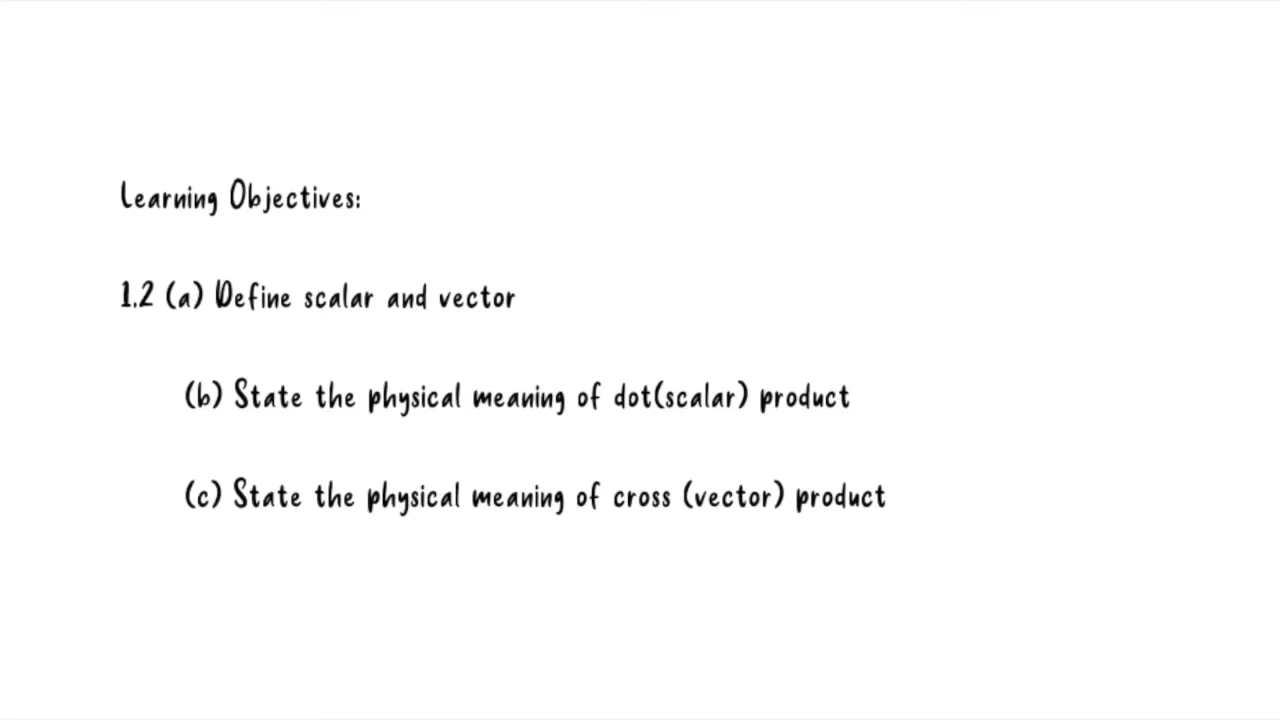 Learning Objectives:
1.2 (a) Define scalar and vector
(b) State the physical meaning of dot(scalar) product
(c) State the physical meaning of cross (vector) product